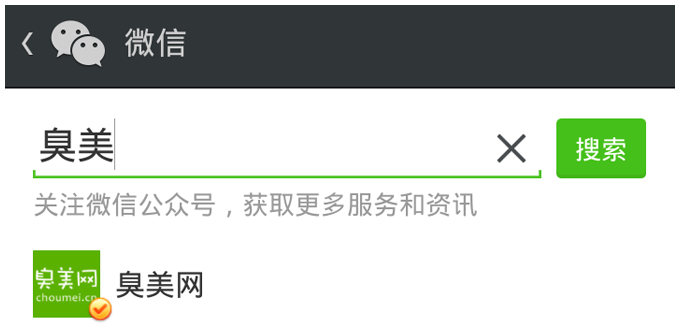 微信
臭美
搜索
关注微信公众号，获取更多服务和资讯
臭美网
choumei.cn
臭美网